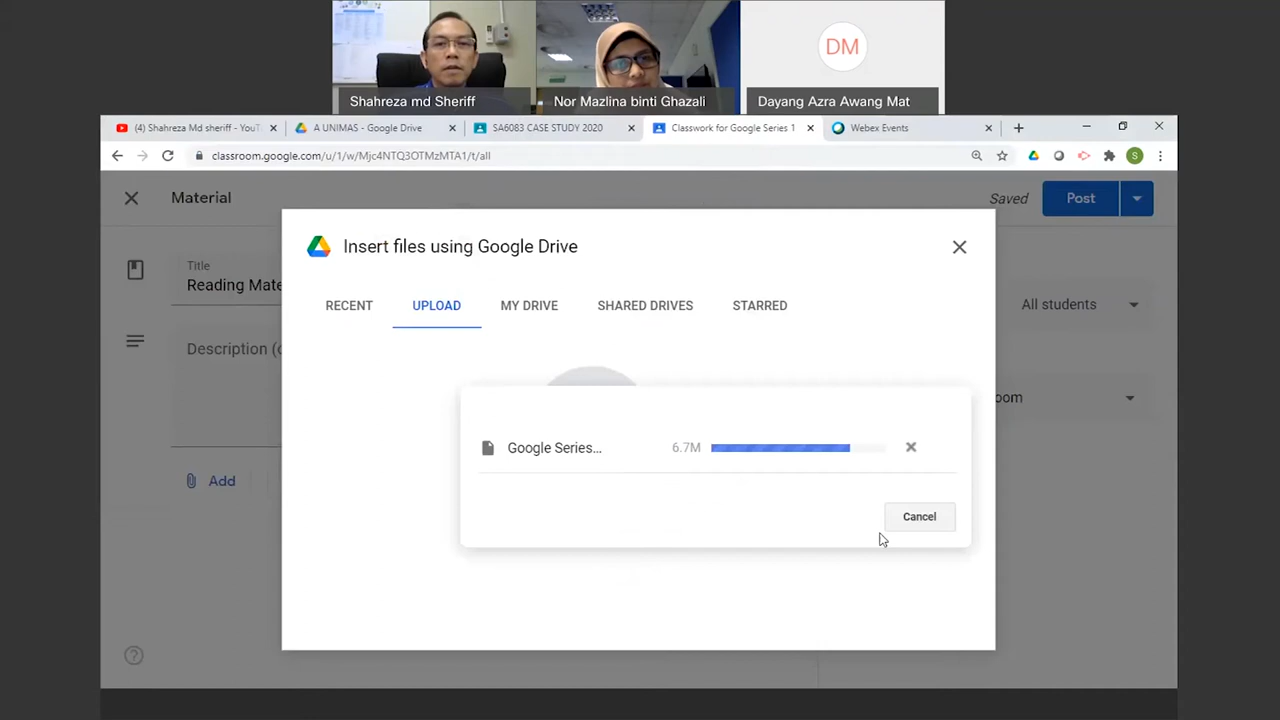 DM
Shahreza md Sheriff
Nor Mazlina binti Ghazali
Dayang Azra Awang Mat
(4) Shahreza Md sheriff - YouT
A UNIMAS - Google Drive
SA6083 CASE STUDY 2020
Classwork for Google Series 1
Webex Events
classroom.google.com/u/1/w/Mjc4NTQ3OTMzMTA1/t/all
S
Material
Saved
Post
Insert files using Google Drive
Title
Reading Mate
RECENT
UPLOAD
MY DRIVE
SHARED DRIVES
STARRED
All students
Description (
oom
Google Series...
6.7M
Add
Cancel